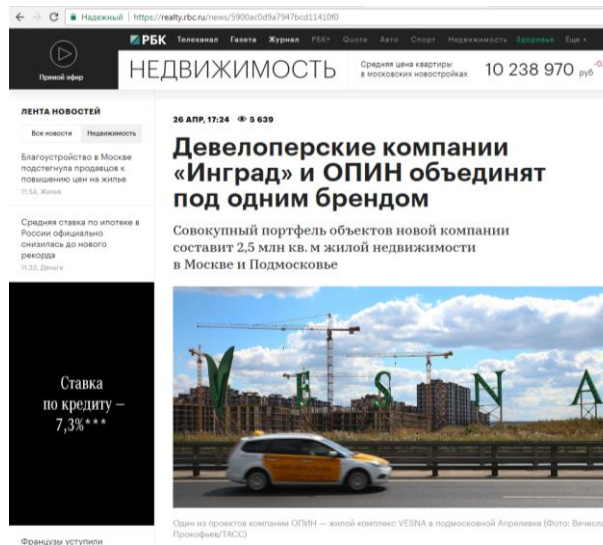 Надежный | https://realty.rbc.ru/news/5900ac0d9a7947bcd11410f0
РБК Телеканал Газета Журнал РБК+ Quote Авто Спорт Недвижимость Здоровье Еще
Прямой эфир
НЕДВИЖИМОСТЬ
Средняя цена квартиры
в московских новостройках
10 238 970 руб
ЛЕНТА НОВОСТЕЙ
Все новости Недвижимость
Благоустройство в Москве
подстегнула продавцов к
повышению цен на жилье
11:54, Жилье
Средняя ставка по ипотеке в
России официально
снизилась до нового
рекорда
11:33, Деньги
Ставка
по кредиту –
7,3%***
Французы уступили
26 АПР, 17:24 5 639
Девелоперские компании
«Инград» и ОПИН объединят
под одним брендом
Совокупный портфель объектов новой компании
составит 2,5 млн кв. м жилой недвижимости
в Москве и Подмосковье
VESNA
Один из проектов компании ОПИН — жилой комплекс VESNA в подмосковной Апрелевке (Фото:
Прокофьев/ТАСС)